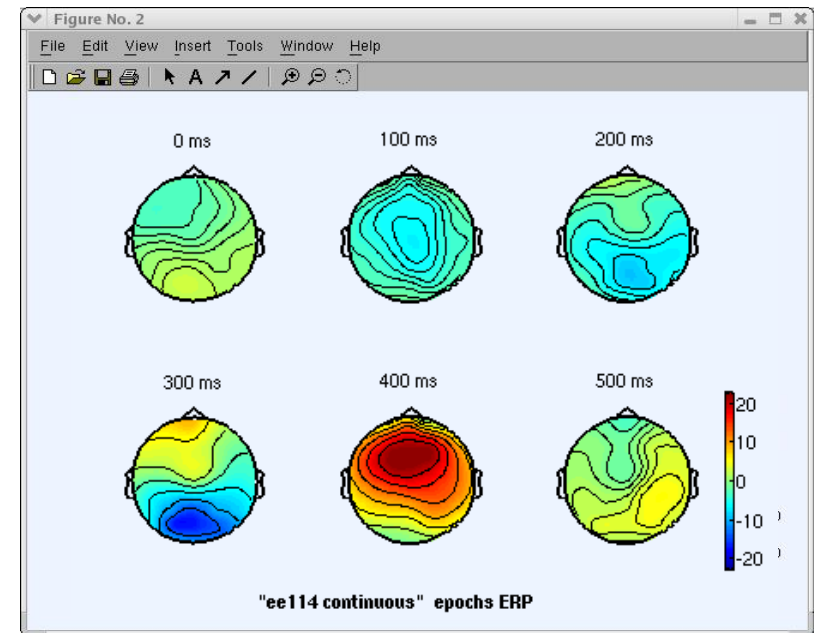 Figure No. 2
File Edit View Insert Tools Window Help
A
0 ms 100 ms 200 ms
300 ms 400 ms 500 ms
20
10
0
-10 )
-20 )
"ee114 continuous" epochs ERP